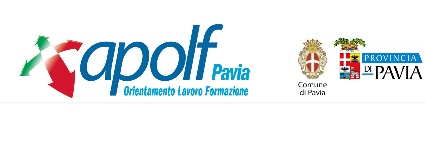 apolf
Pavia
Orientamento Lavoro Formazione
Comune
di Pavia
PROVINCIA
DI PAVIA